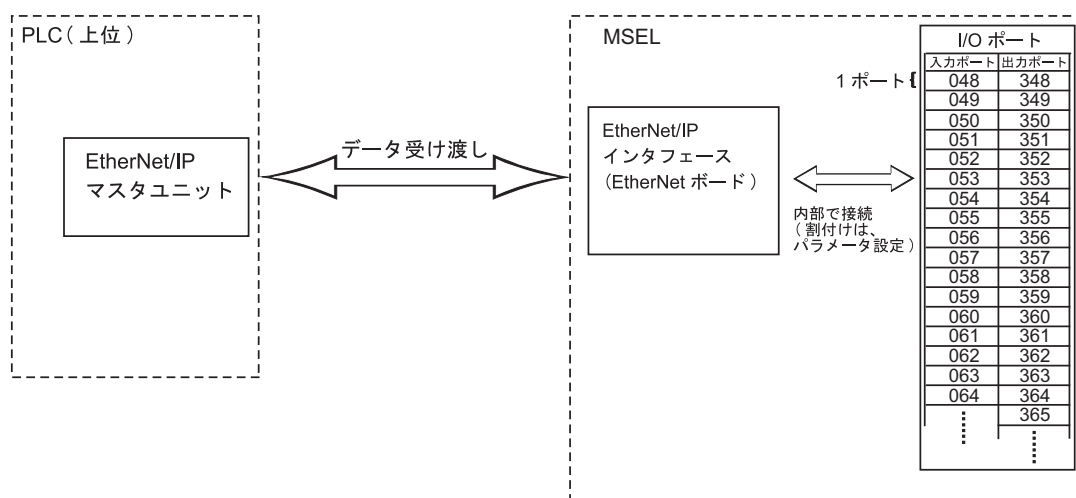 PLC（上位）
EtherNet/IP
マスタユニット
データ受け渡し
MSEL
EtherNet/IP
インタフェース
（EtherNet ボード）
内部で接続
（割付けは、
パラメータ設定）
1 ポート{
I/O ポート
入力ポート 出力ポート
048 348
049 349
050 350
051 351
052 352
053 353
054 354
055 355
056 356
057 357
058 358
059 359
060 360
061 361
062 362
063 363
064 364
365